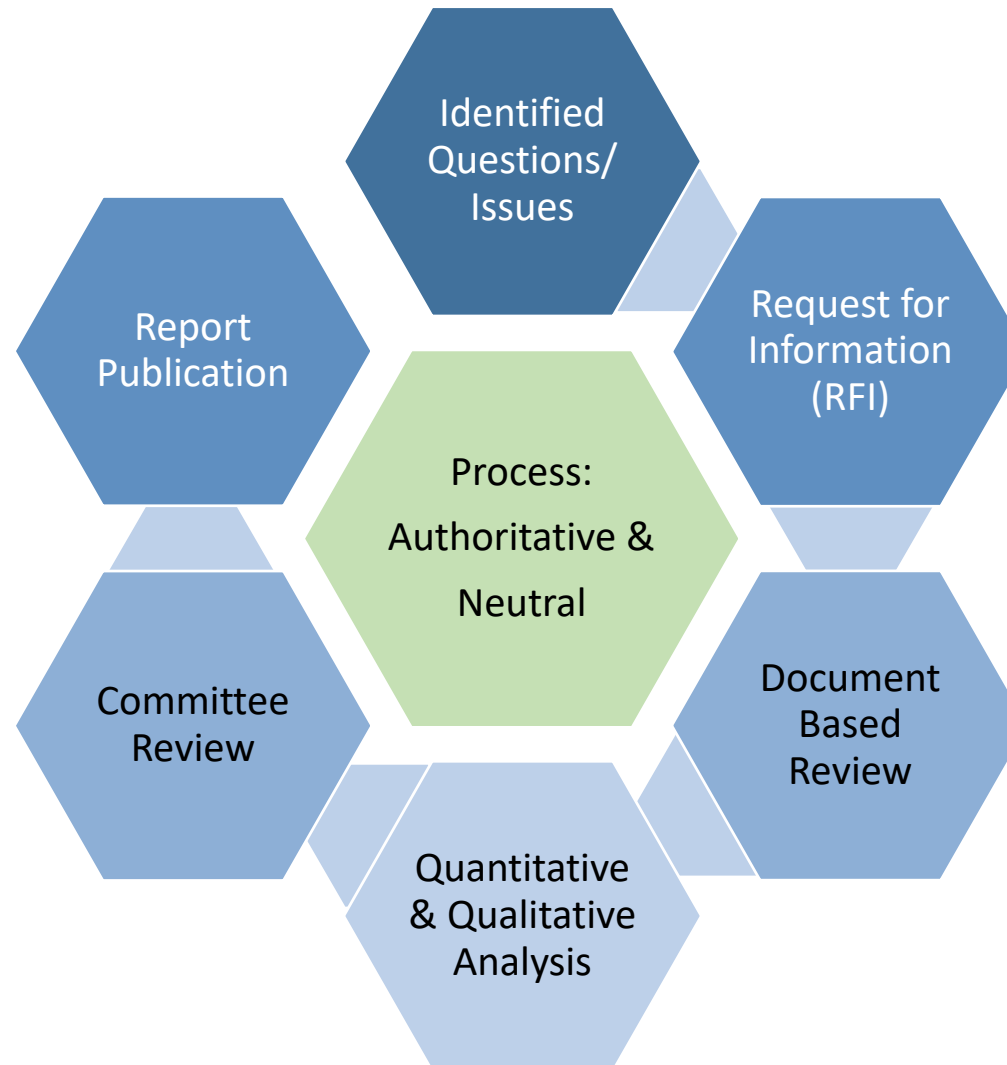 Identified
Questions/
Issues
Request for
Information
(RFI)
Document
Based
Review
Quantitative
& Qualitative
Analysis
Committee
Review
Report
Publication
Process:
Authoritative &
Neutral